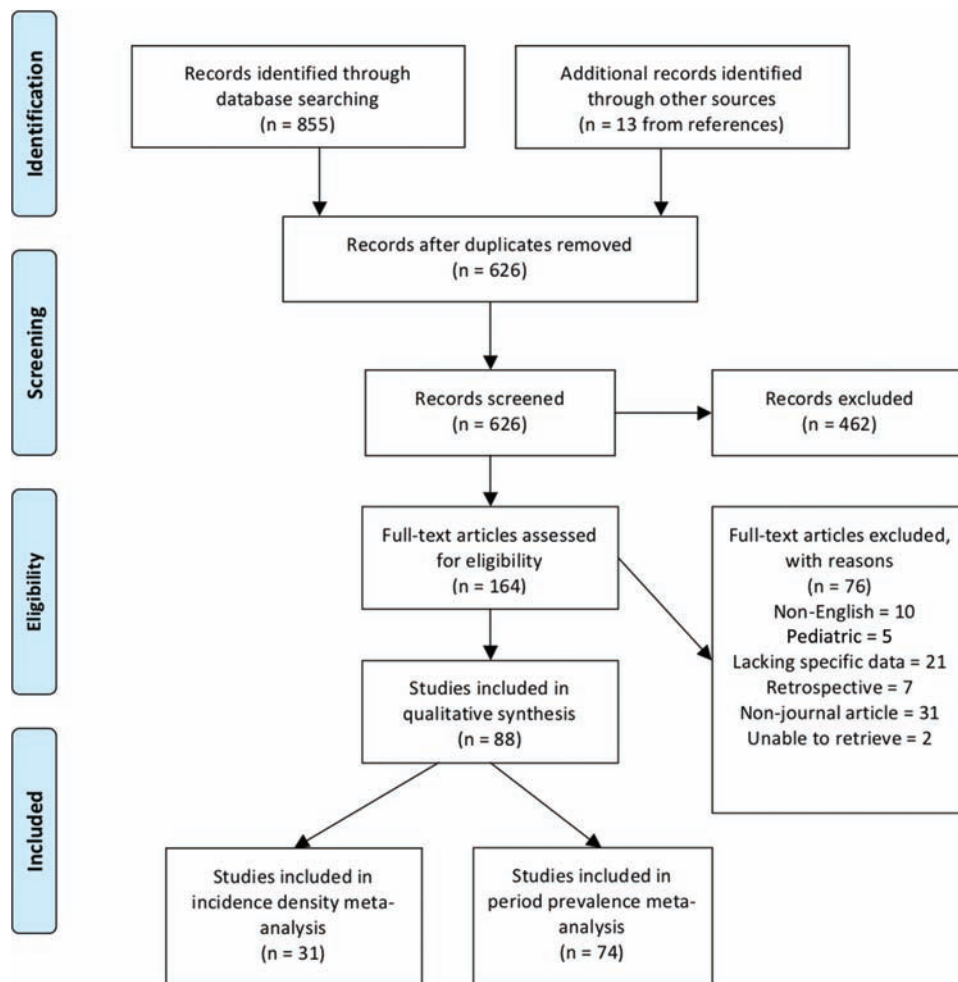 Identification
Records identified through
database searching
(n = 855)
Additional records identified
through other sources
(n = 13 from references)
Records after duplicates removed
(n = 626)
Screening
Records screened
(n = 626)
Records excluded
(n = 462)
Eligibility
Full-text articles assessed
for eligibility
(n = 164)
Full-text articles excluded,
with reasons
(n = 76)
Non-English = 10
Pediatric = 5
Lacking specific data = 21
Retrospective = 7
Non-journal article = 31
Unable to retrieve = 2
Studies included in
qualitative synthesis
(n = 88)
Included
Studies included in
incidence density meta-
analysis
(n = 31)
Studies included in
period prevalence meta-
analysis
(n = 74)